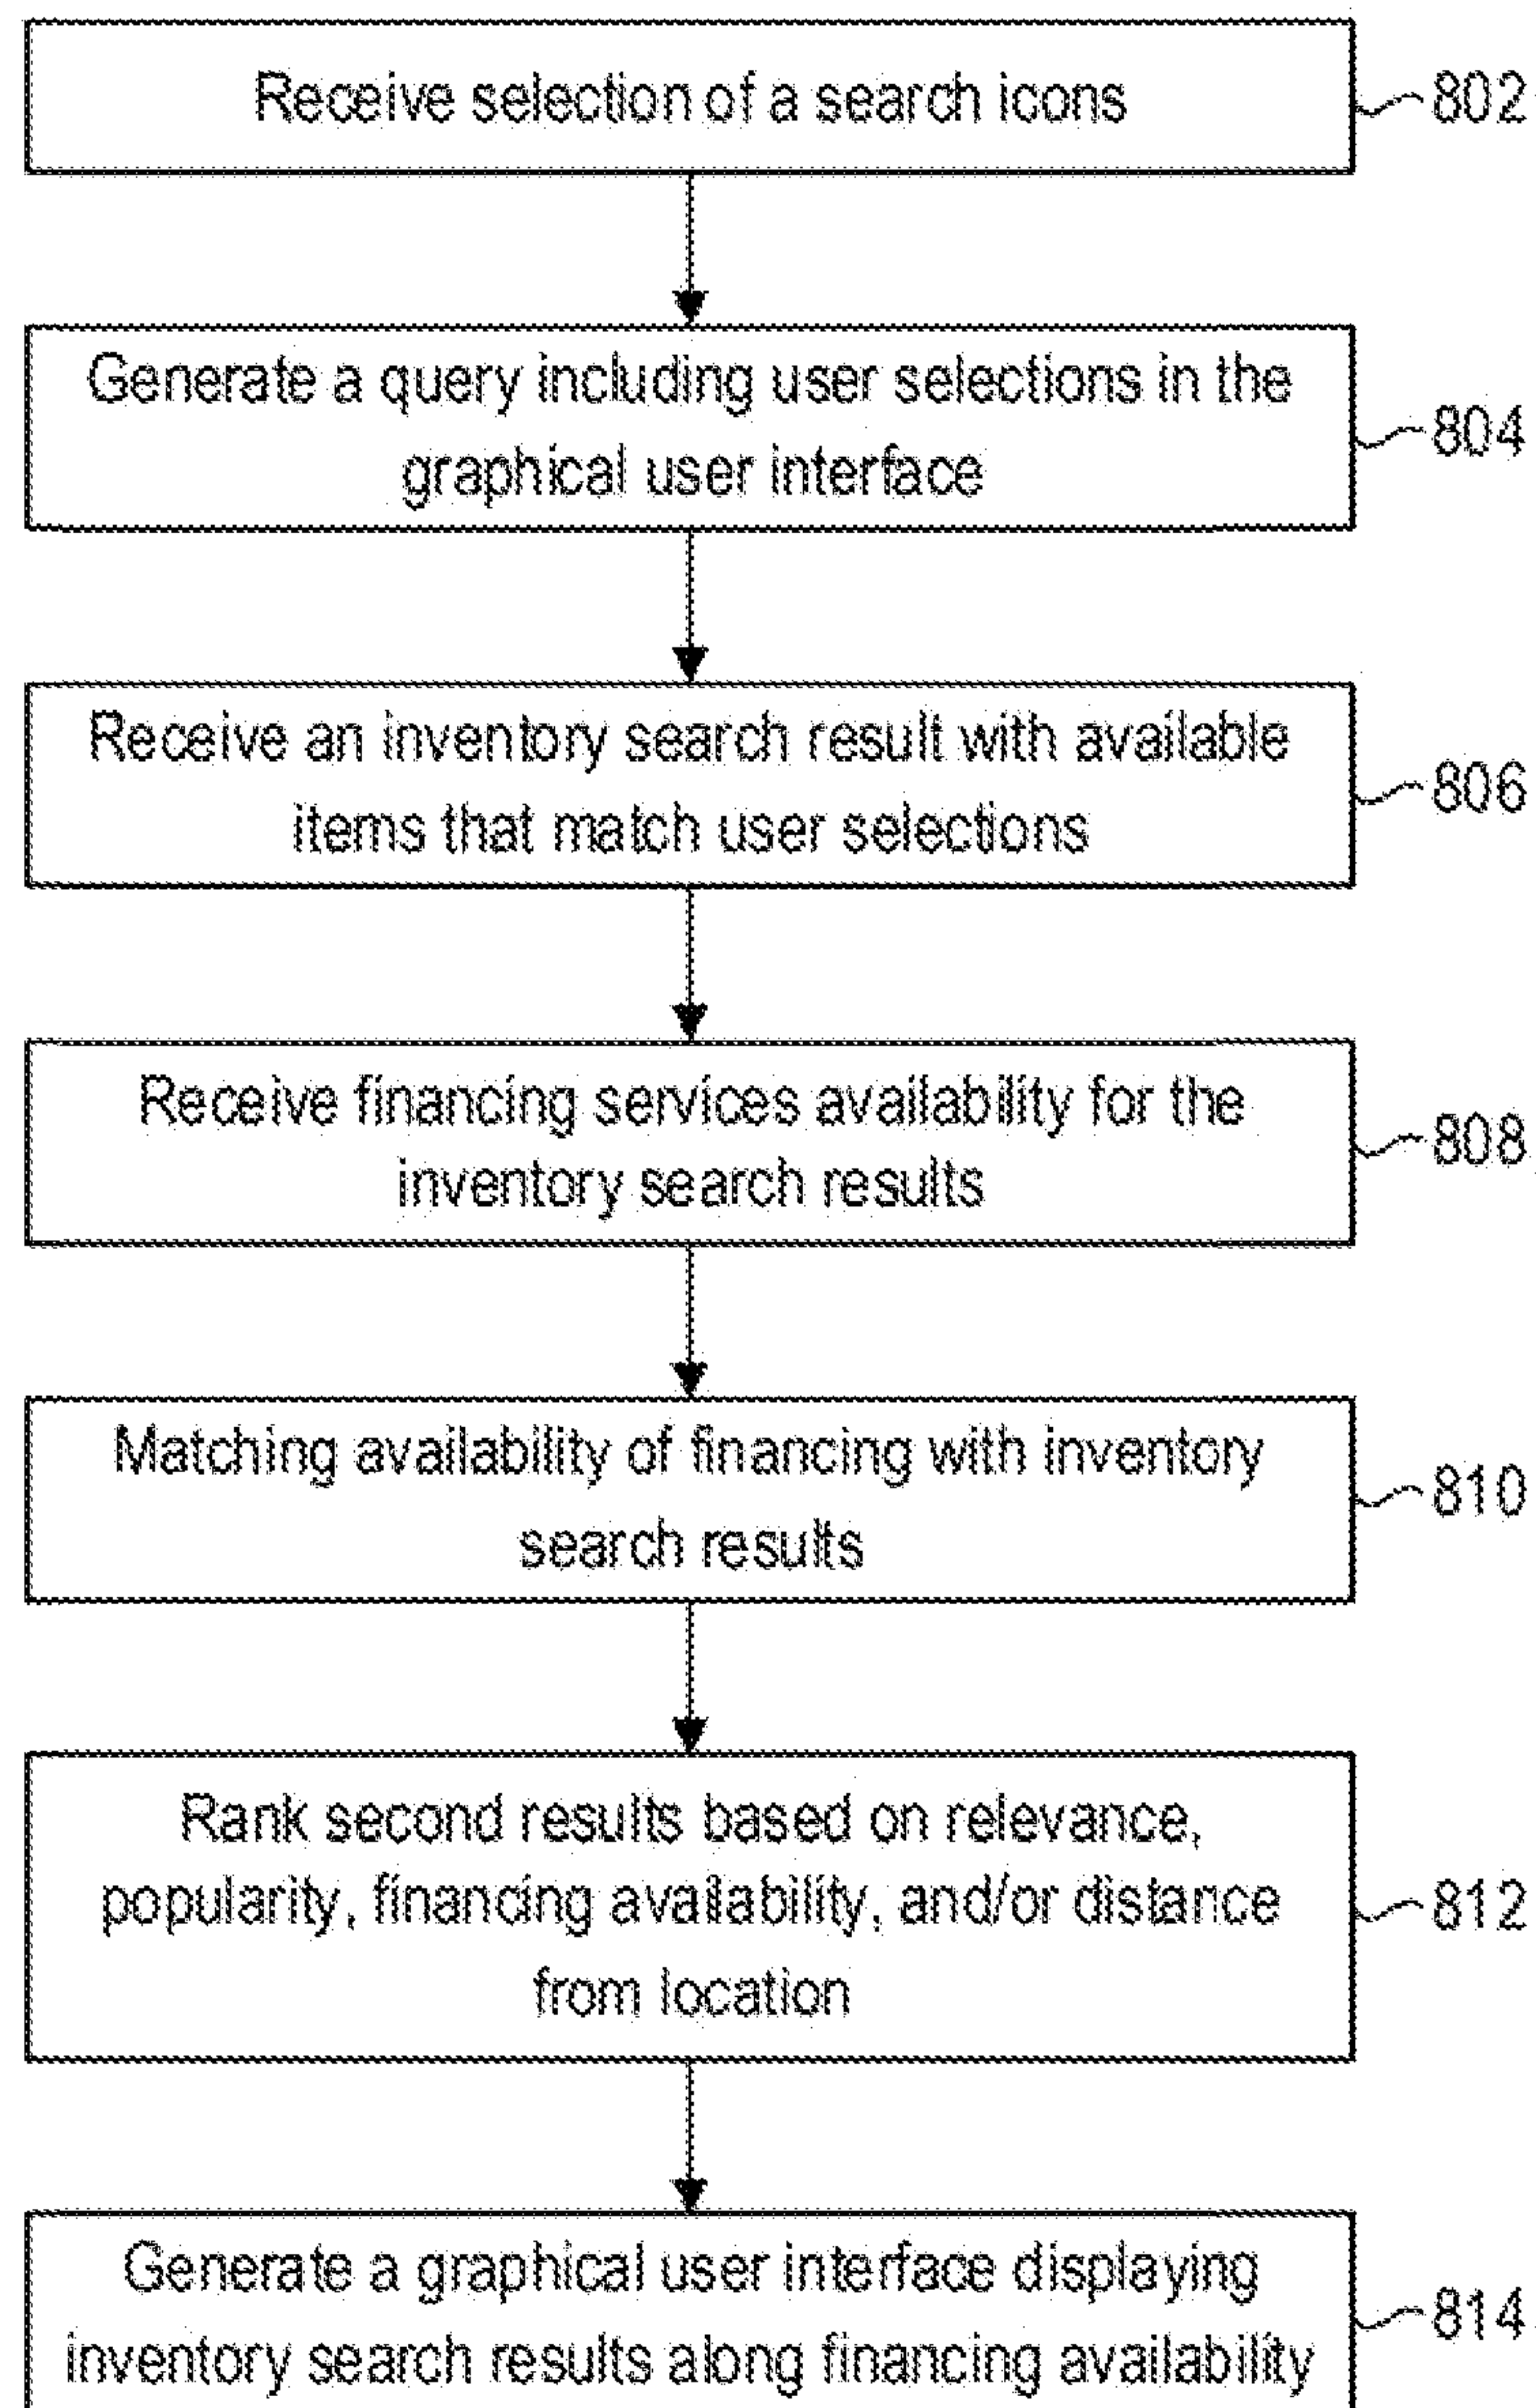 Receive selection of a search icons
802
Generate a query including user selections in the
graphical user interface
804
Receive an inventory search result with available
items that match user selections
806
Receive financing services availability for the
inventory search results
808
Matching availability of financing with inventory
search results
810
Rank second results based on relevance,
popularity, financing availability, and/or distance
from location
812
Generate a graphical user interface displaying
inventory search results along financing availability
814